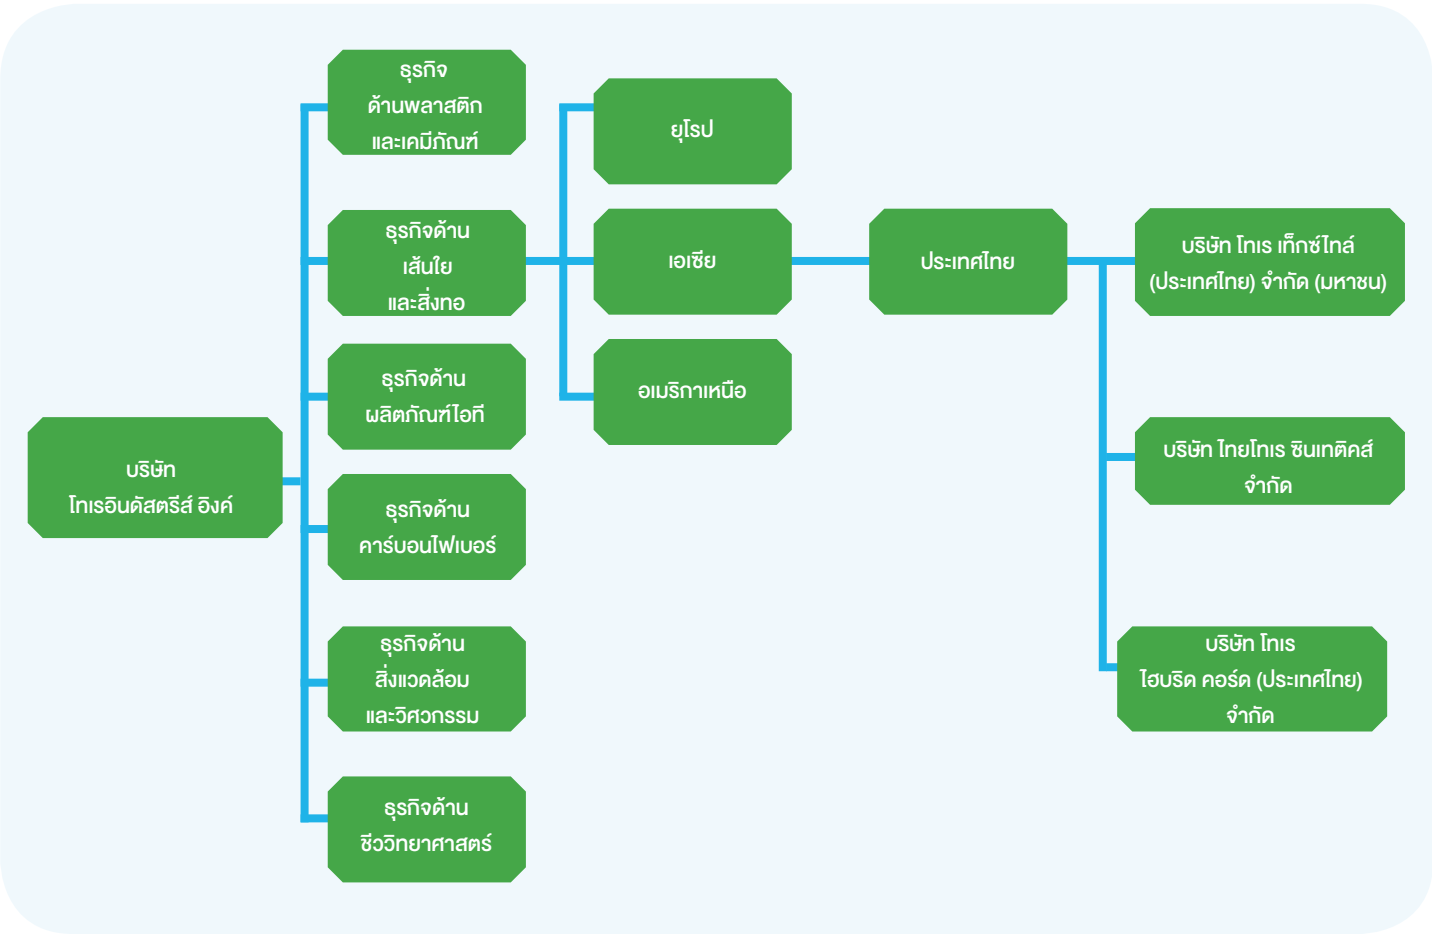 บริษัท
โทเรอินดัสตรีส์ อิงค์
ธุรกิจ
ด้านพลาสติก
และเคมีภัณฑ์
ธุรกิจด้าน
เส้นใย
และสิ่งทอ
ธุรกิจด้าน
ผลิตภัณฑ์ไอที
ธุรกิจด้าน
คาร์บอนไฟเบอร์
ธุรกิจด้าน
สิ่งแวดล้อม
และวิศวกรรม
ธุรกิจด้าน
ชีววิทยาศาสตร์
ยุโรป
เอเซีย
อเมริกาเหนือ
ประเทศไทย
บริษัท โทเร เท็กซ์ไทล์
(ประเทศไทย) จำกัด (มหาชน)
บริษัท ไทยโทเร ซินเทติคส์
จำกัด
บริษัท โทเร
ไฮบริด คอร์ด (ประเทศไทย)
จำกัด